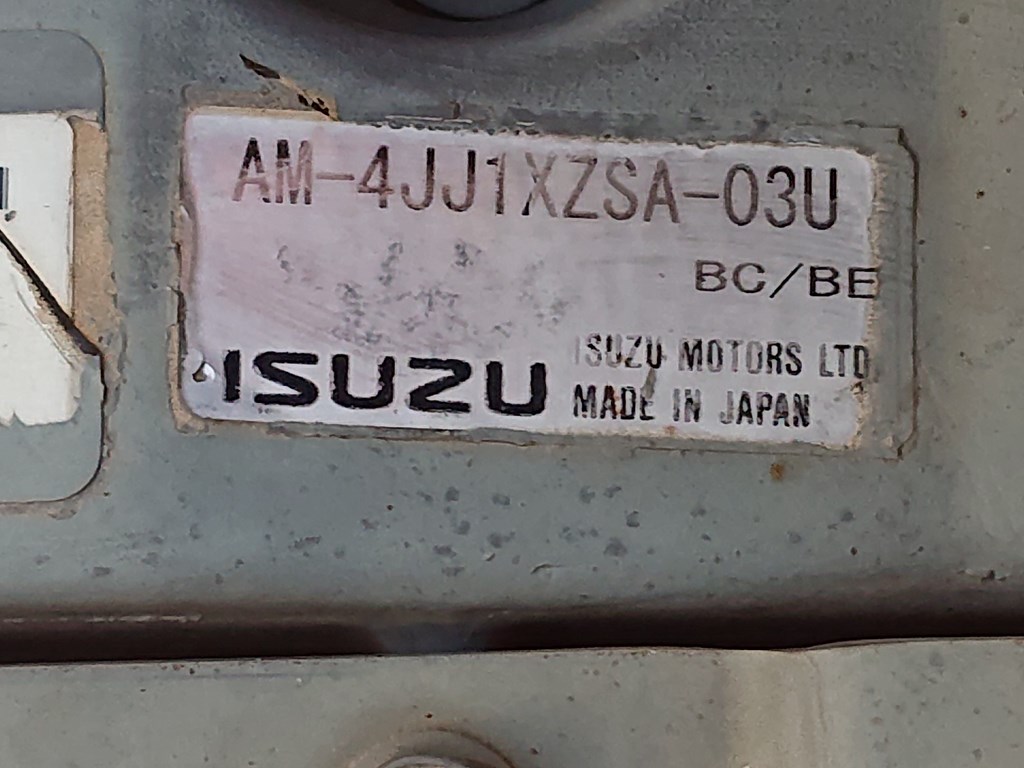 AM-4JJ1XZSA-03U
BC/BE
ISUZU
ISUZU MOTORS LTD
MADE IN JAPAN